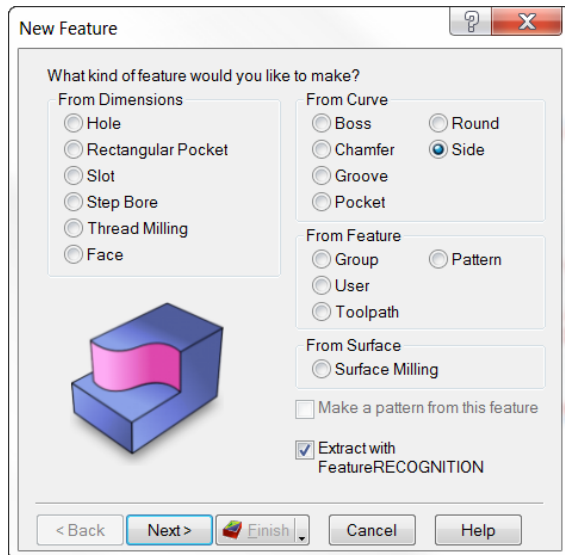 New Feature
What kind of feature would you like to make?
From Dimensions
Hole
Rectangular Pocket
Slot
Step Bore
Thread Milling
Face
From Curve
Boss
Round
Chamfer
Side
Groove
Pocket
From Feature
Group
Pattern
User
Toolpath
From Surface
Surface Milling
Make a pattern from this feature
Extract with
FeatureRECOGNITION
< Back
Next >
Finish
Cancel
Help